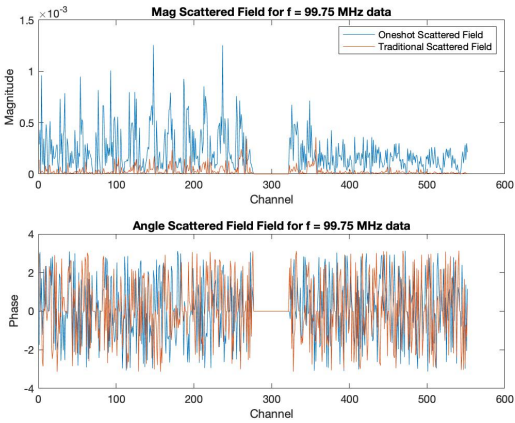 Mag Scattered Field for f = 99.75 MHz data
×10-3
1.5
1
0.5
0
Magnitude
Oneshot Scattered Field
Traditional Scattered Field
0 100 200 300 400 500 600
Channel
Angle Scattered Field Field for f = 99.75 MHz data
4
2
0
-2
-4
Phase
0 100 200 300 400 500 600
Channel